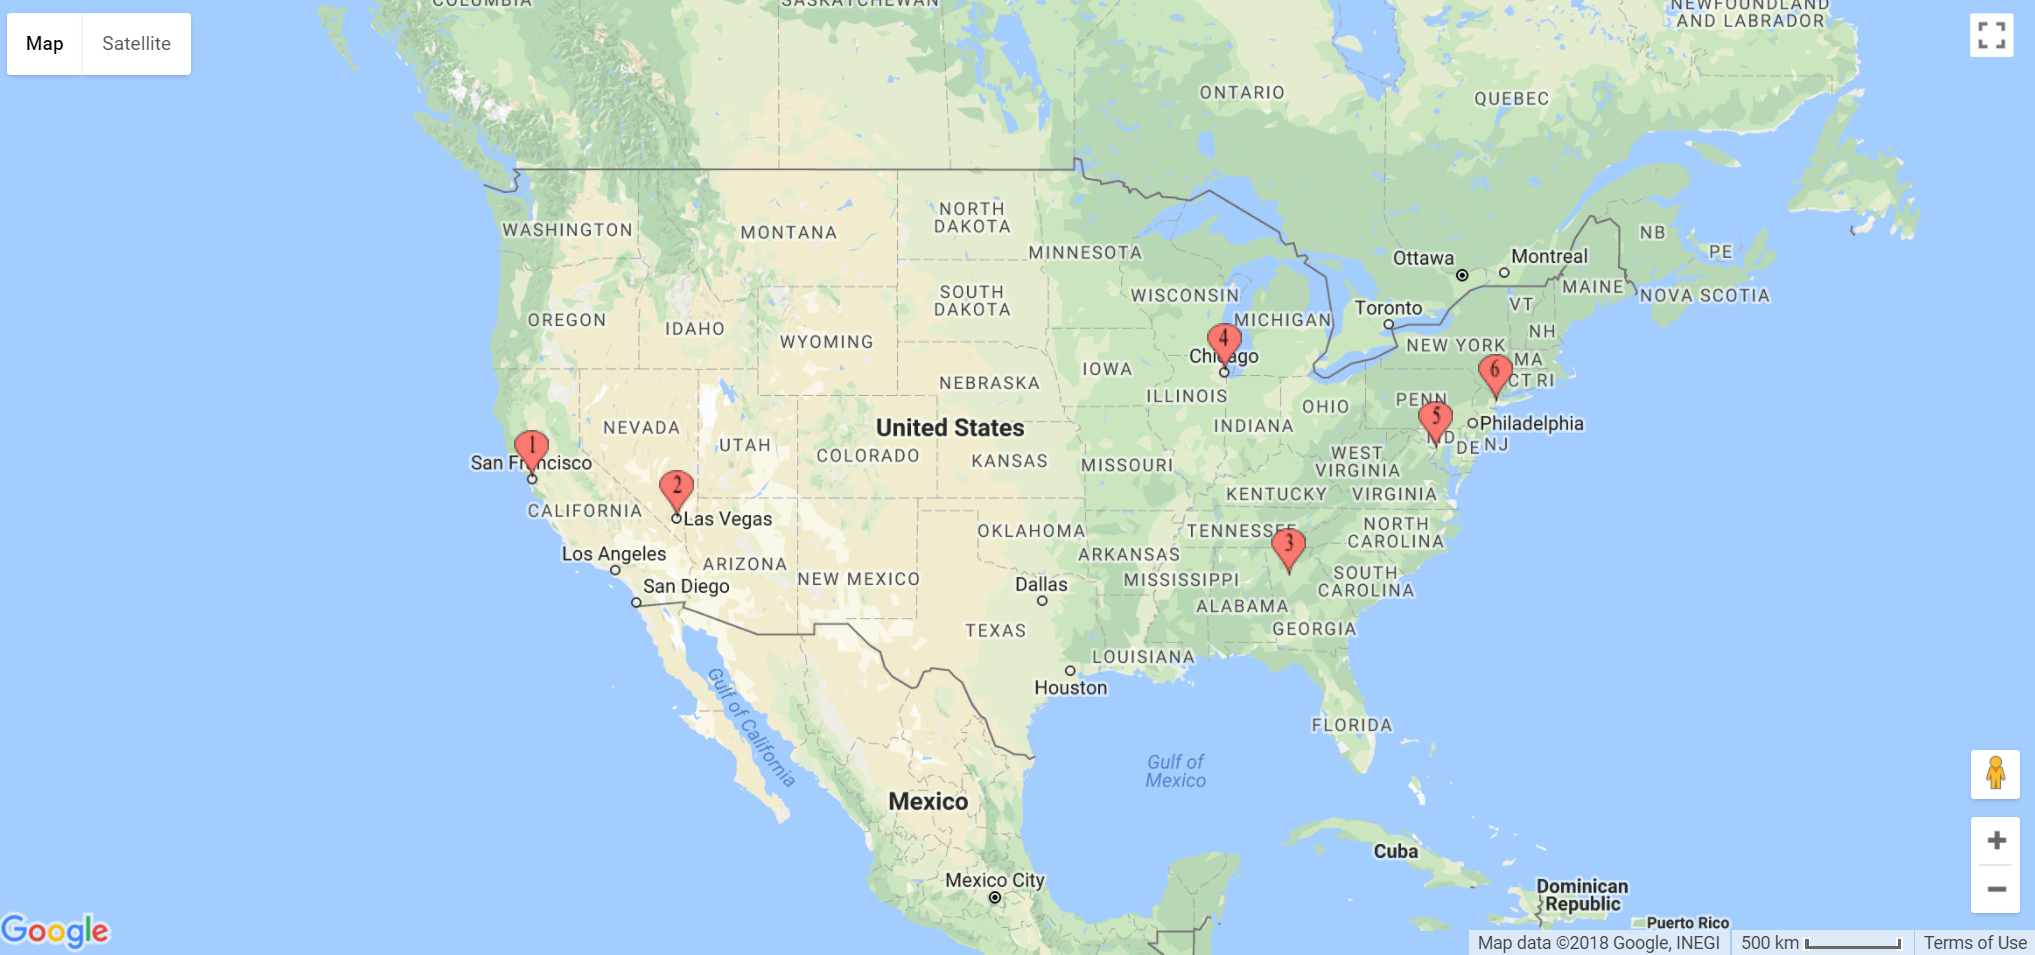 COLUMBIA
SASKATCHEWAN
NEWFOUNDLAND
AND LABRADOR
Map
Satellite
ONTARIO
QUEBEC
WASHINGTON
MONTANA
NORTH
DAKOTA
MINNESOTA
Ottawa
Montreal
NB
PE
MAINE
NOVA SCOTIA
OREGON
IDAHO
SOUTH
DAKOTA
WISCONSIN
MICHIGAN
Toronto
VT
NH
WYOMING
4
Chicago
NEW YORK
MA
6
CT RI
NEBRASKA
IOWA
ILLINOIS
PENN
5
OHIO
INDIANA
Philadelphia
MD
DE
NJ
1
San Francisco
NEVADA
UTAH
United States
COLORADO
KANSAS
MISSOURI
WEST
VIRGINIA
2
Las Vegas
CALIFORNIA
KENTUCKY
VIRGINIA
OKLAHOMA
TENNESSEE
3
NORTH
CAROLINA
Los Angeles
ARIZONA
NEW MEXICO
ARKANSAS
San Diego
Dallas
MISSISSIPPI
SOUTH
CAROLINA
ALABAMA
TEXAS
GEORGIA
LOUISIANA
Houston
Gulf of California
FLORIDA
Gulf of
Mexico
Mexico
Cuba
Mexico City
Dominican
Republic
Puerto Rico
Google
Map data ©2018 Google, INEGI
500 km
Terms of Use